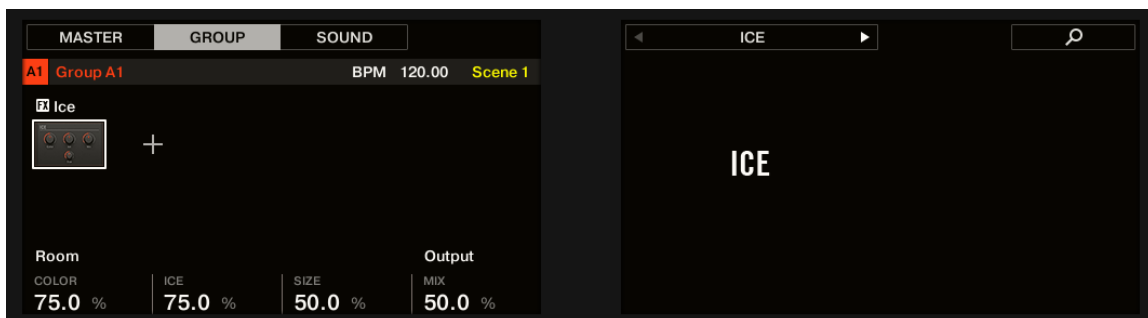 MASTER GROUP SOUND
A1 Group A1 BPM 120.00 Scene 1
FX Ice
Room Output
COLOR ICE SIZE MIX
75.0 % 75.0 % 50.0 % 50.0 %
ICE
ICE